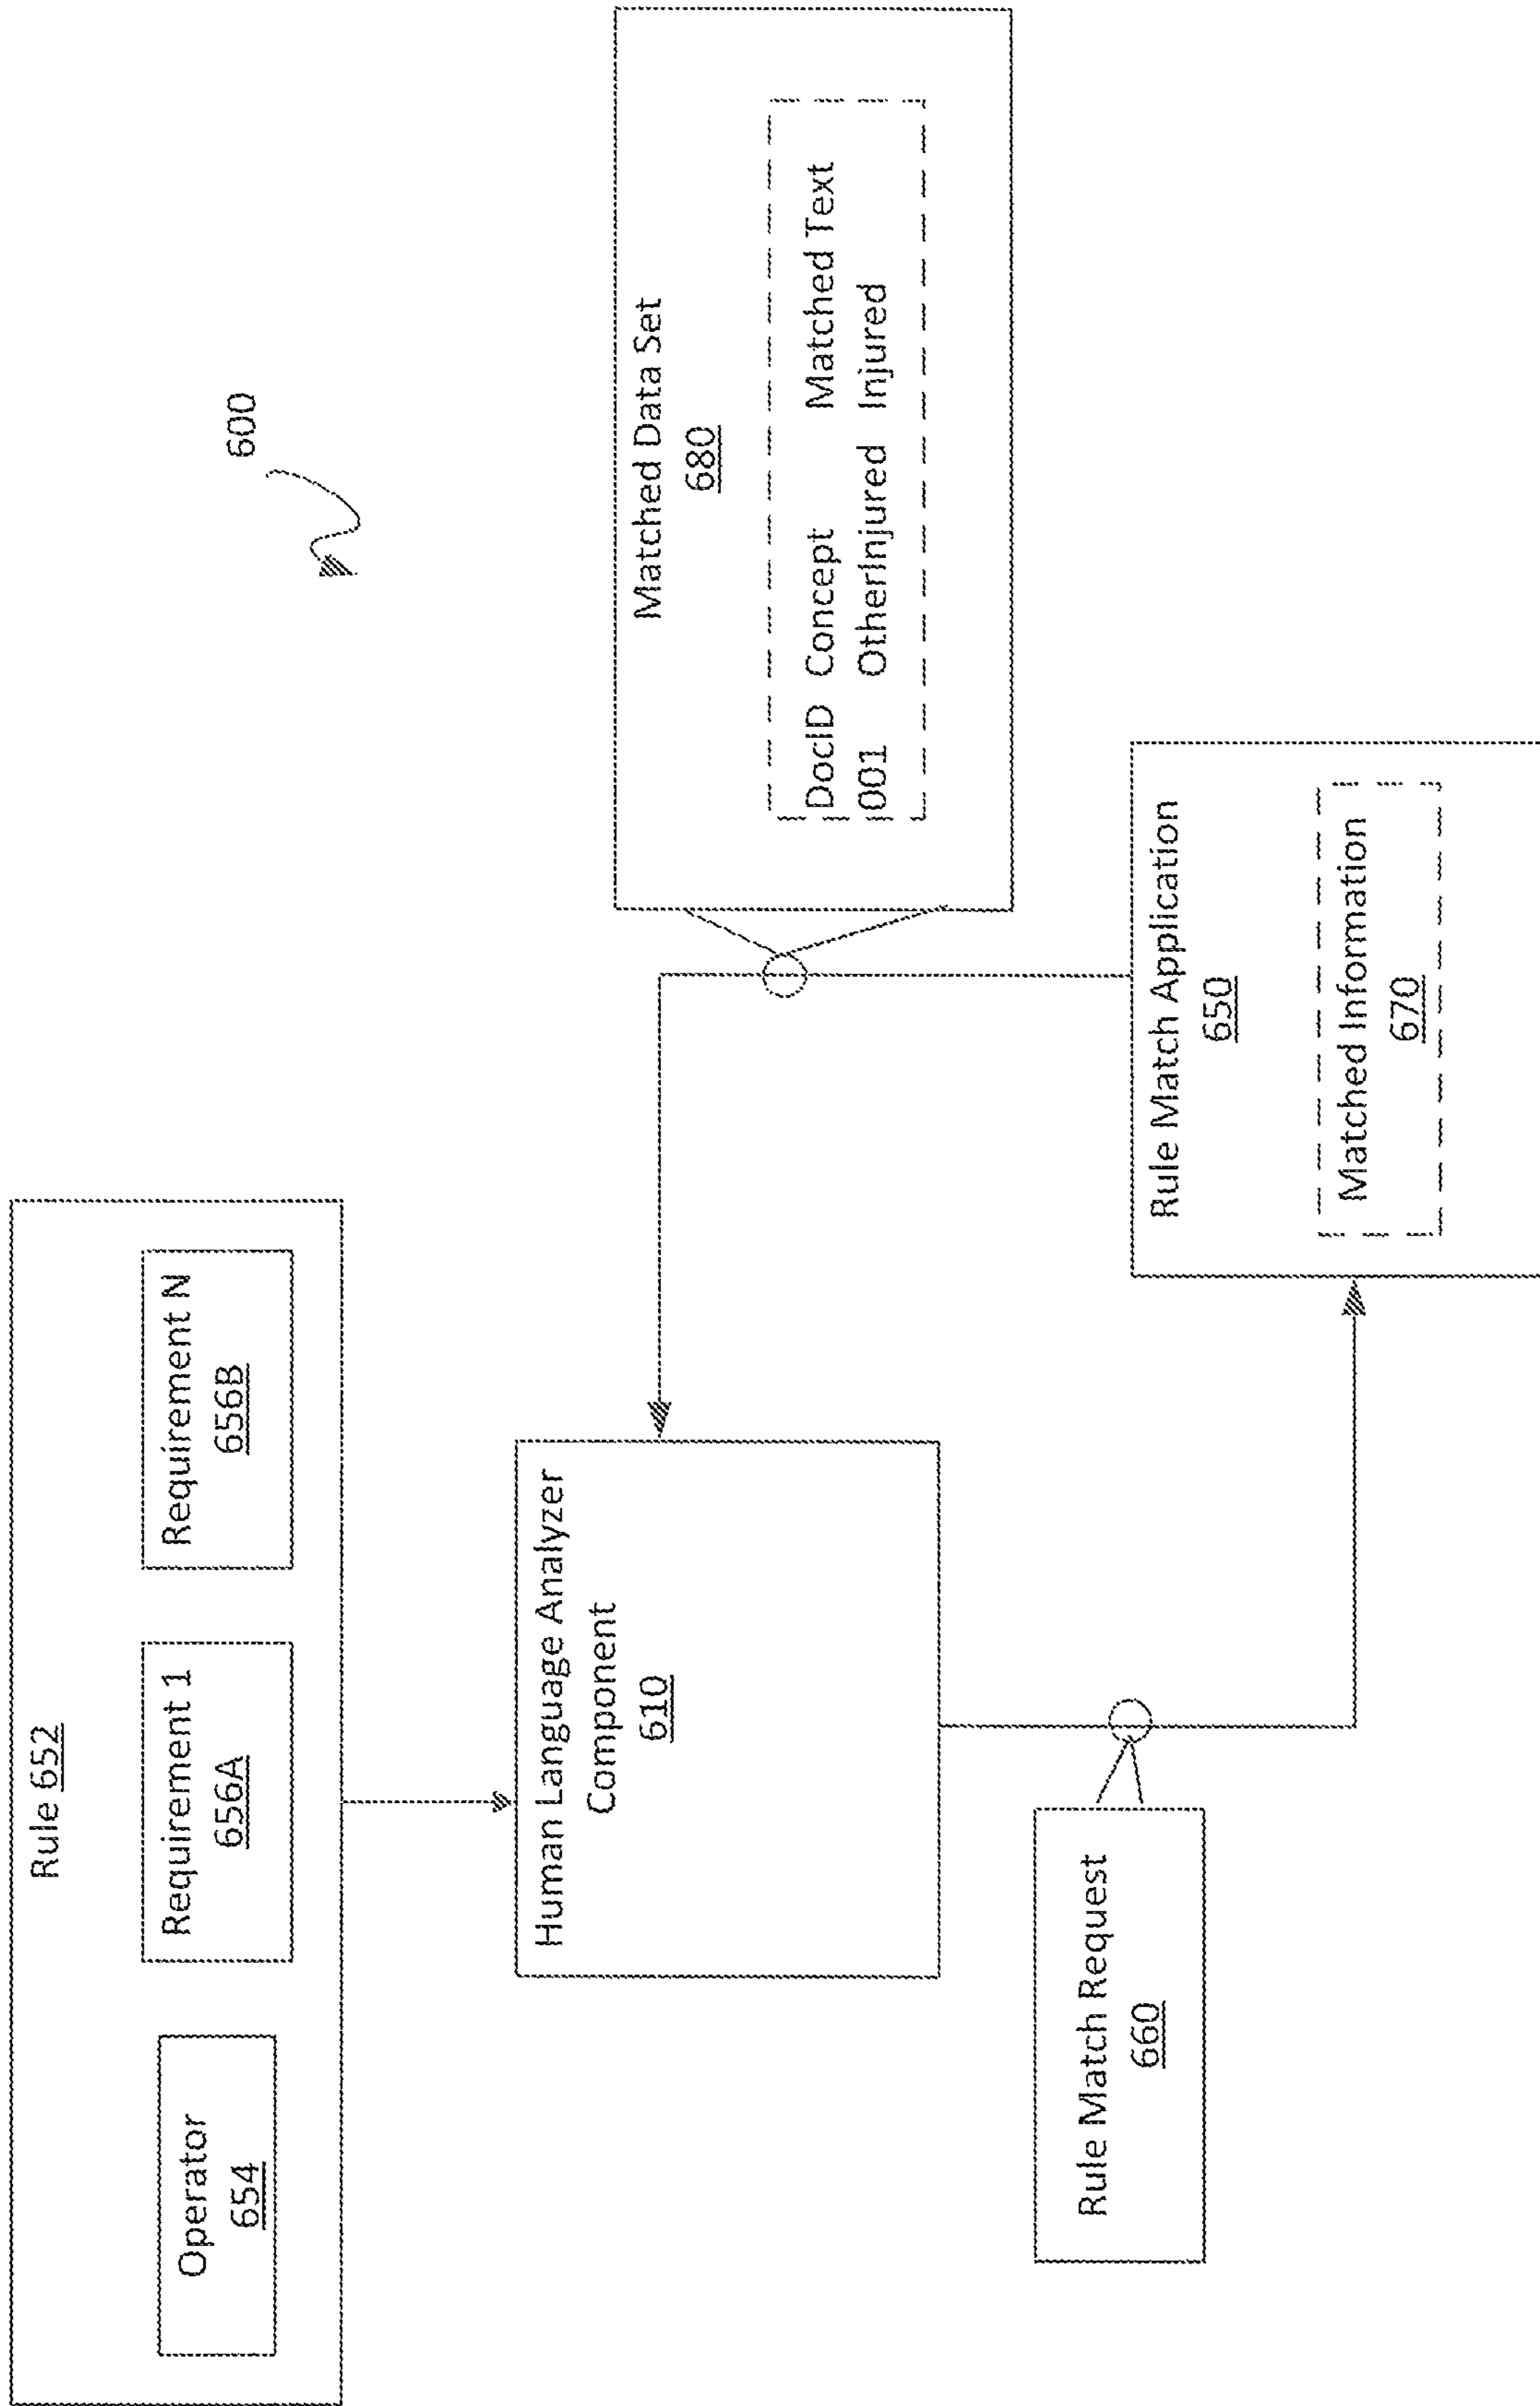 600
Rule 652
Operator
654
Requirement 1
656A
Requirement N
656B
Human Language Analyzer
Component
610
Matched Data Set
680
DocID Concept Matched Text
001 OtherInjured Injured
Rule Match Request
660
Rule Match Application
650
Matched Information
670